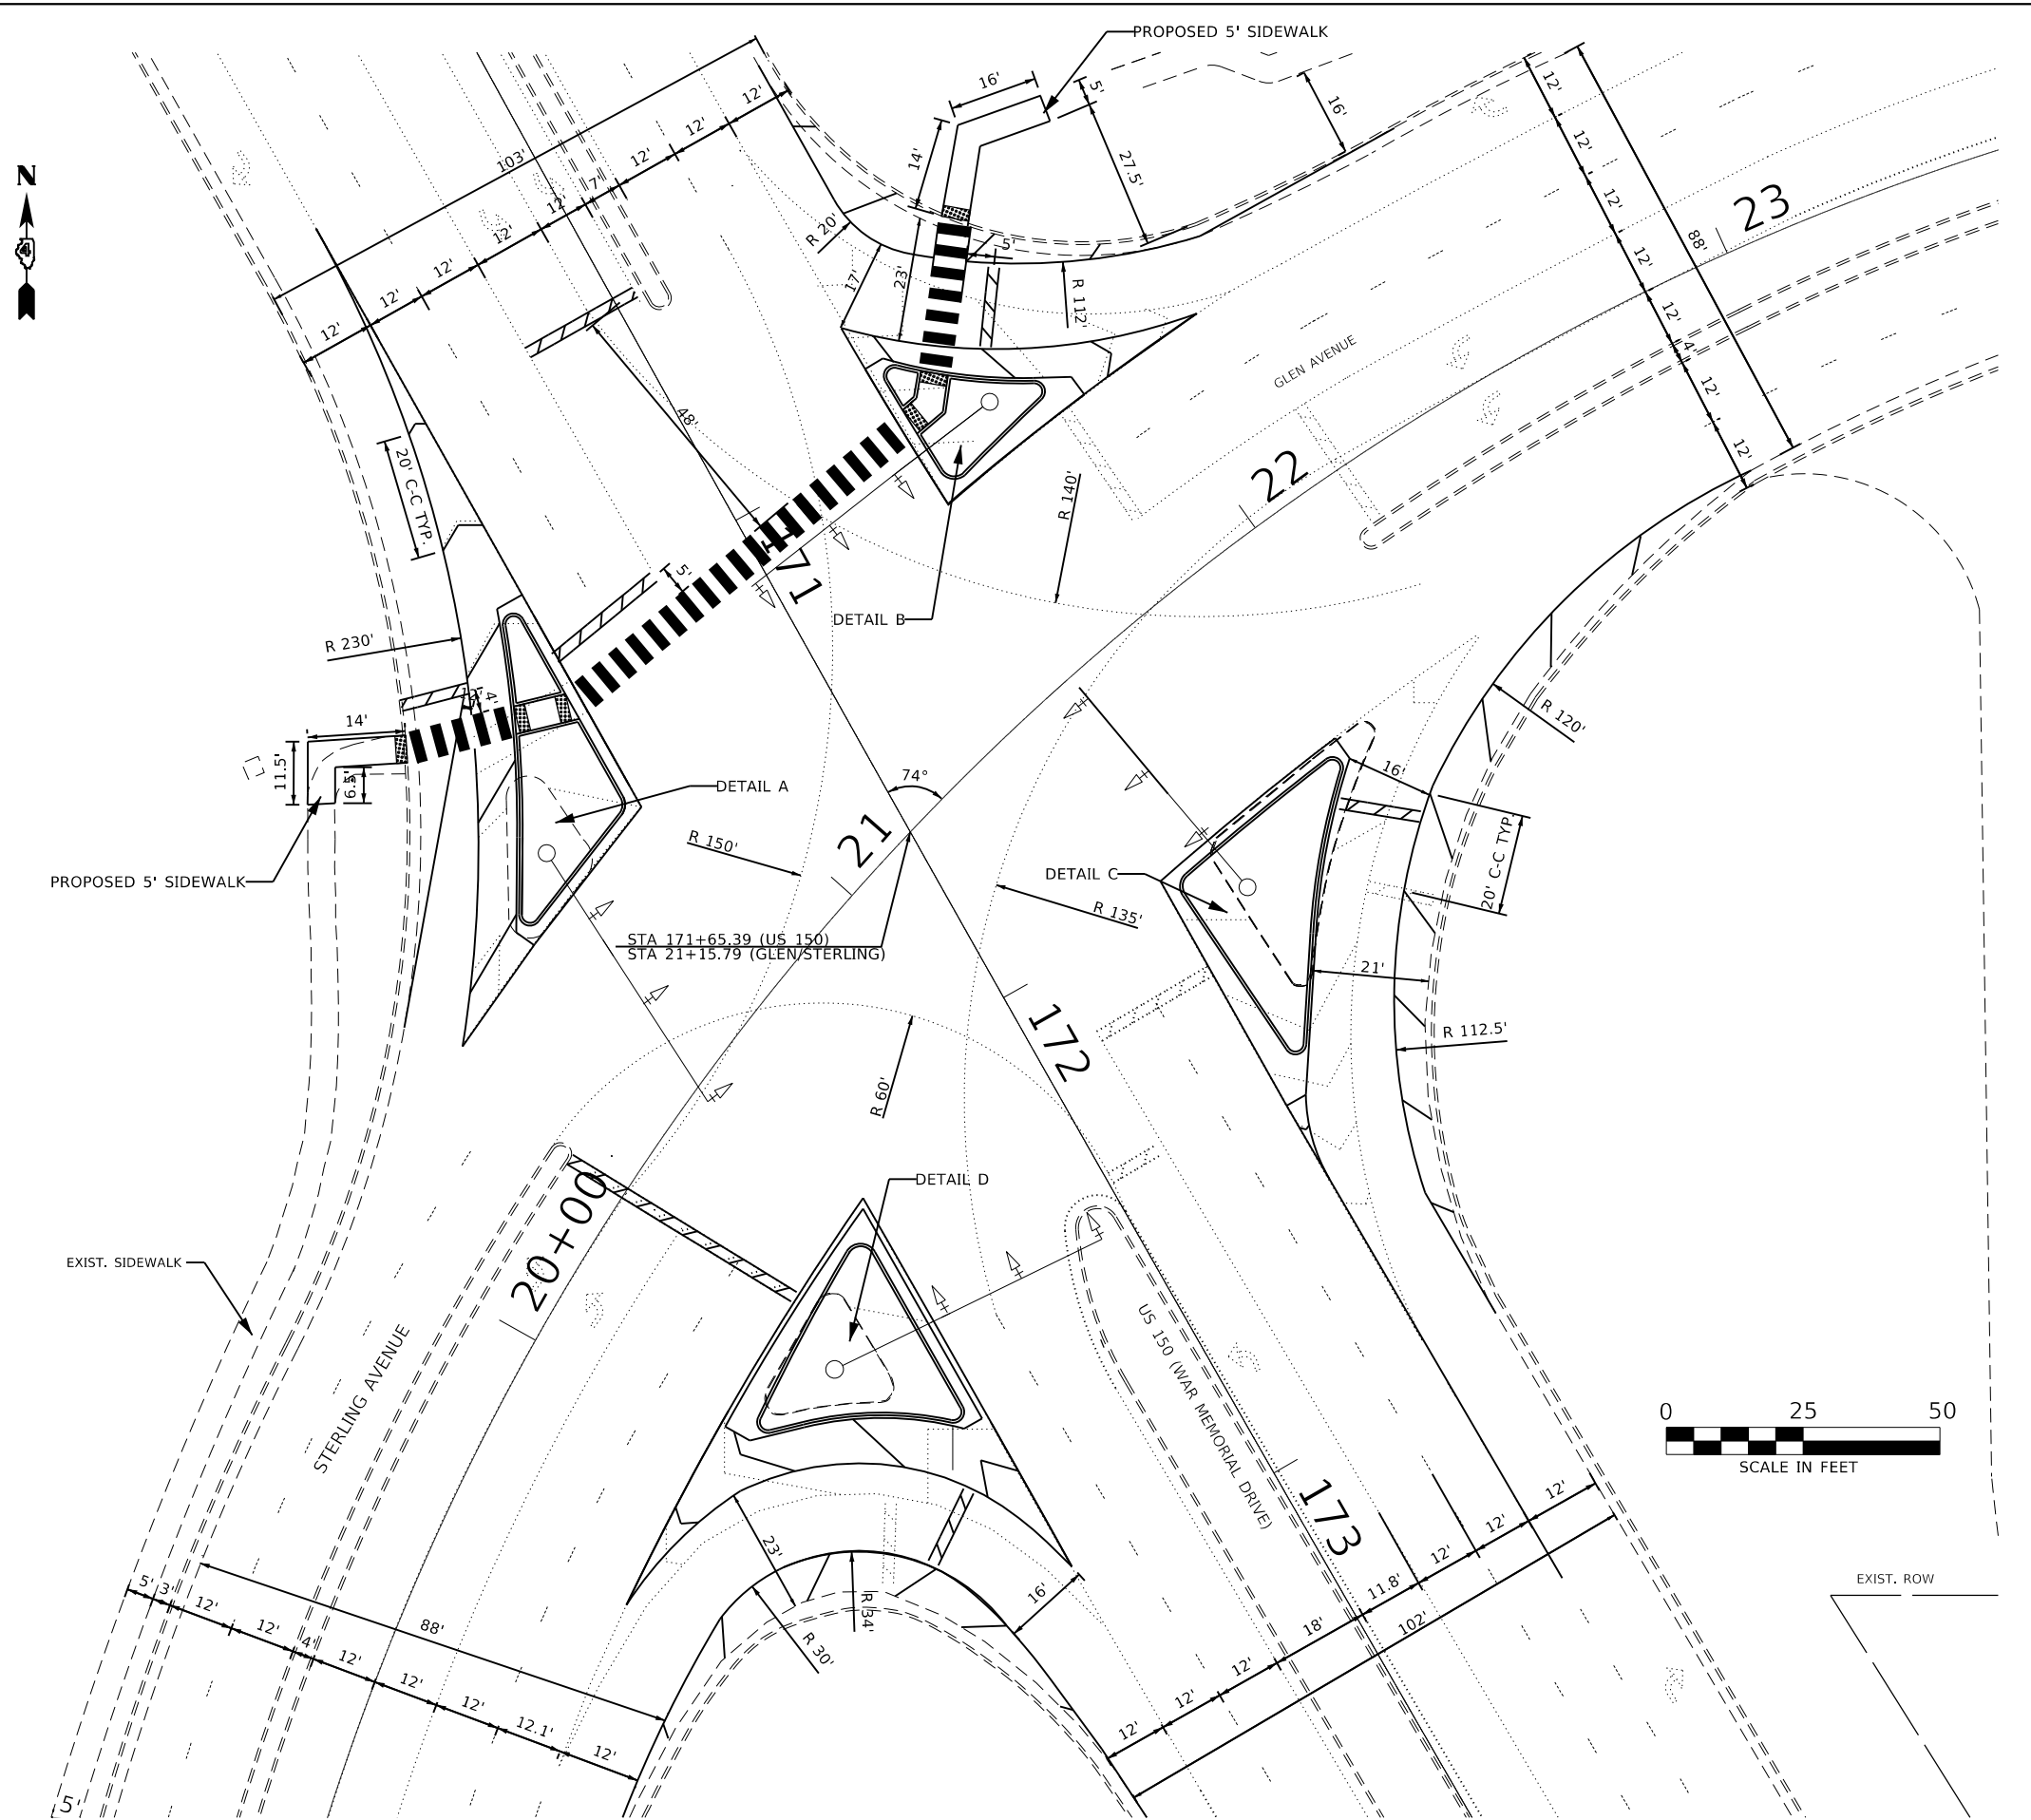 PROPOSED 5' SIDEWALK
16'
5'
16'
12'
12'
12'
12'
12'
4'
12'
12'
88'
23
103'
12'
12'
12'
7'
12'
12'
12'
12'
12'
14'
27.5'
N
4
R 20'
17'
23'
5'
R 112'
GLEN AVENUE
48'
20' C-C TYP.
22
R 140'
171
5'
DETAIL B
R 230'
12'
4'
14'
11.5'
6.5'
R 120'
16'
74°
DETAIL A
21
R 150'
20' C-C TYP.
DETAIL C
PROPOSED 5' SIDEWALK
R 135'
STA 171+65.39 (US 150)
STA 21+15.79 (GLEN/STERLING)
21'
172
R 112.5'
R 60'
DETAIL D
20+00
EXIST. SIDEWALK
STERLING AVENUE
US 150 (WAR MEMORIAL DRIVE)
0 25 50
SCALE IN FEET
173
23'
12'
12'
12'
11.8'
18'
12'
12'
12'
102'
16'
R 34'
R 30'
EXIST. ROW
5'
3'
12'
12'
4'
12'
12'
12'
12.1'
12'
88'
5'